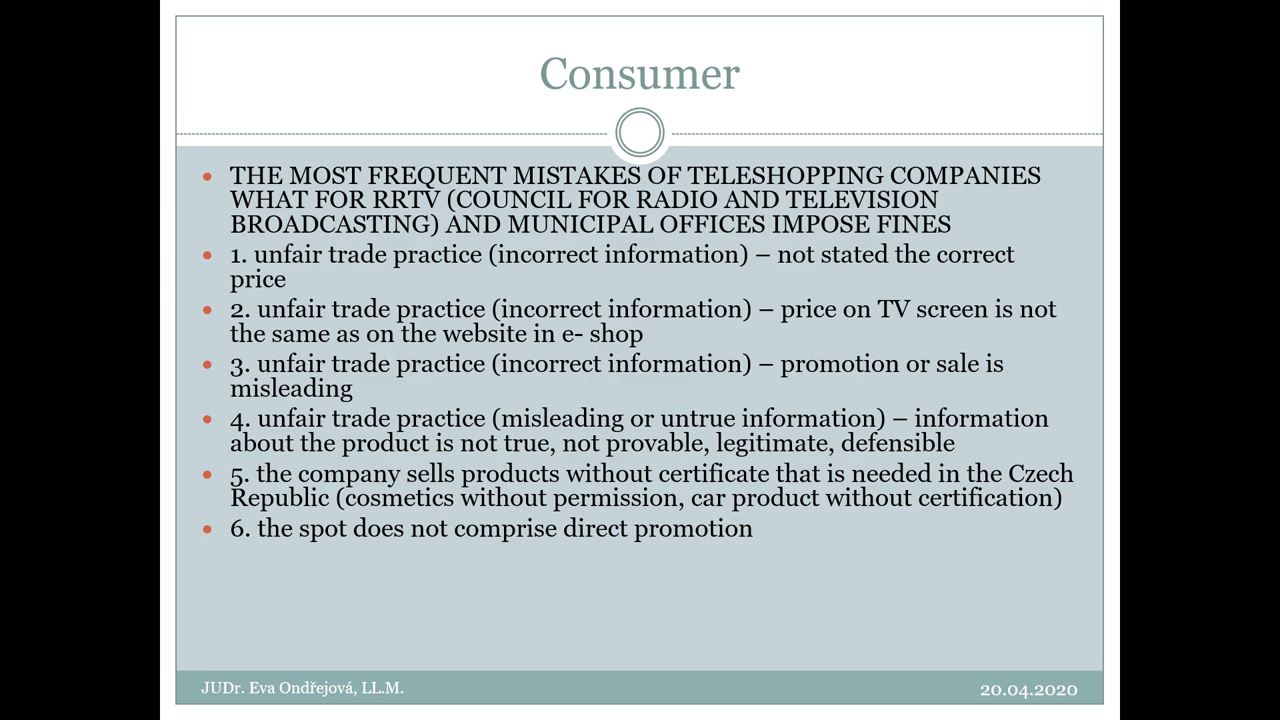 Consumer
THE MOST FREQUENT MISTAKES OF TELESHOPPING COMPANIES
WHAT FOR RRTV (COUNCIL FOR RADIO AND TELEVISION
BROADCASTING) AND MUNICIPAL OFFICES IMPOSE FINES
1. unfair trade practice (incorrect information) – not stated the correct
price
2. unfair trade practice (incorrect information) – price on TV screen is not
the same as on the website in e- shop
3. unfair trade practice (incorrect information) – promotion or sale is
misleading
4. unfair trade practice (misleading or untrue information) – information
about the product is not true, not provable, legitimate, defensible
5. the company sells products without certificate that is needed in the Czech
Republic (cosmetics without permission, car product without certification)
6. the spot does not comprise direct promotion
JUDr. Eva Ondřejová, LL.M.
20.04.2020